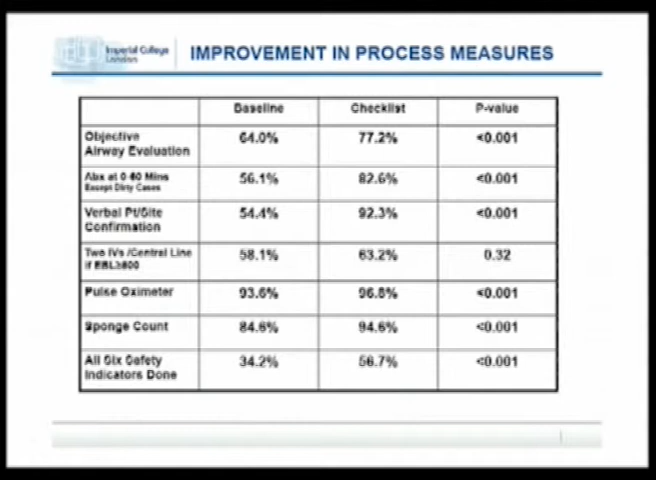 Imperial College
London
IMPROVEMENT IN PROCESS MEASURES
Baseline Checklist P-value
Objective
Airway Evaluation 64.0% 77.2% <0.001
Abx at 0-60 Mins
Except Dirty Cases 56.1% 82.6% <0.001
Verbal Pt/Site
Confirmation 54.4% 92.3% <0.001
Two IVs /Central Line
if EBL≥500 58.1% 63.2% 0.32
Pulse Oximeter 93.6% 96.8% <0.001
Sponge Count 84.6% 94.6% <0.001
All Six Safety
Indicators Done 34.2% 56.7% <0.001